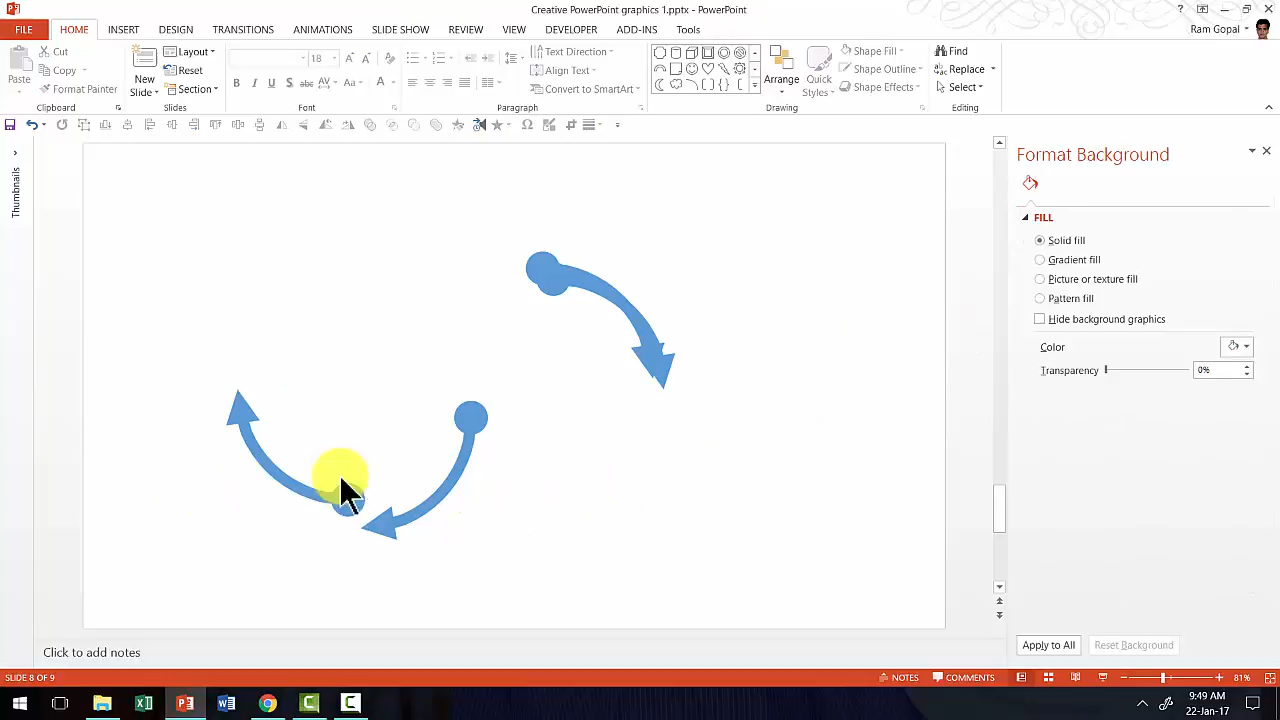 Creative PowerPoint graphics 1.pptx - PowerPoint
FILE HOME INSERT DESIGN TRANSITIONS ANIMATIONS SLIDE SHOW REVIEW VIEW DEVELOPER ADD-INS Tools Ram Gopal
Paste
Cut
Copy
Format Painter
Clipboard
New Slide
Layout
Reset
Section
Slides
18
B I U S abc AV Aa A
Font
Text Direction
Align Text
Convert to SmartArt
Paragraph
Arrange
Quick Styles
Shape Fill
Shape Outline
Shape Effects
Drawing
Find
Replace
Select
Editing
Thumbnails
Format Background
FILL
Solid fill
Gradient fill
Picture or texture fill
Pattern fill
Hide background graphics
Color
Transparency 0%
Apply to All Reset Background
Click to add notes
SLIDE 8 OF 9 NOTES COMMENTS 81%
9:49 AM
22-Jan-17